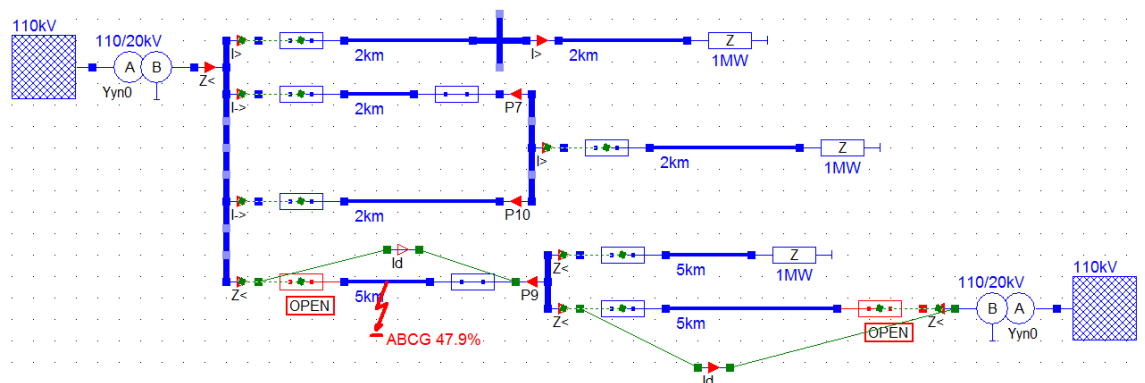 110kV
110/20kV
A B
Yyn0
Z<
I>
2km
I>
2km
Z
1MW
I->
2km
P7
I>
2km
Z
1MW
I->
2km
P10
Id
Z<
OPEN
5km
ABCG 47.9%
P9
Z<
5km
Z
1MW
Z<
5km
OPEN
Z<
110/20kV
B A
Yyn0
110kV
Id